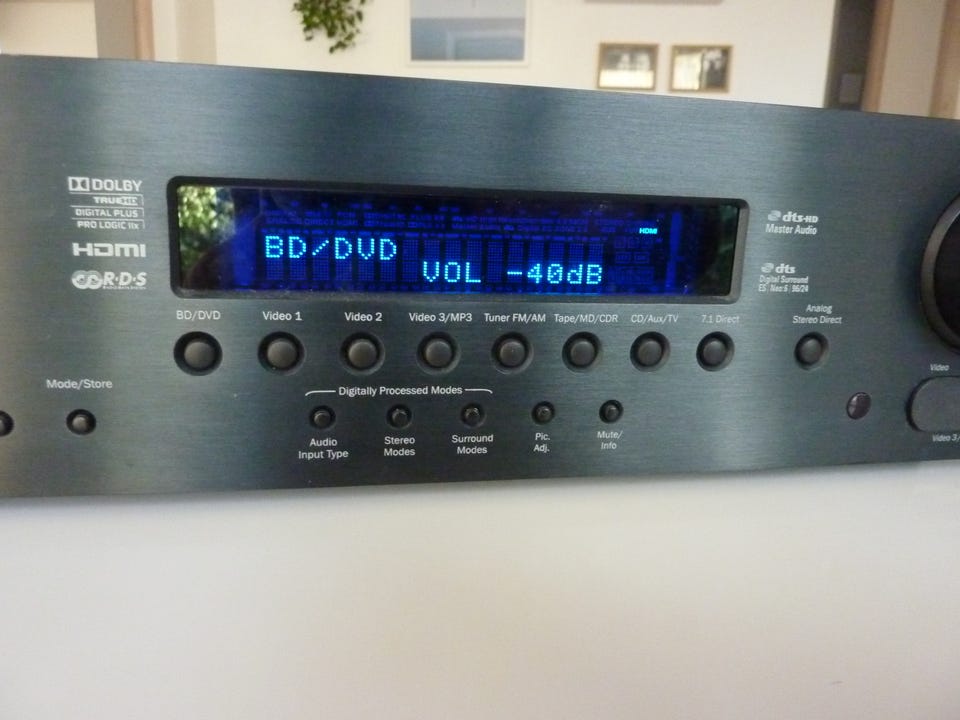 DOLBY
TRUEHD
DIGITAL PLUS
PRO LOGIC IIx
HDMI
R·D·S
HDMI
BD/DVD
VOL -40dB
dts-HD
Master Audio
dts
Digital Surround
ES | Neo:6 | 96/24
BD/DVD
Video 1
Video 2
Video 3/MP3
Tuner FM/AM
Tape/MD/CDR
CD/Aux/TV
7.1 Direct
Analog
Stereo Direct
Mode/Store
Digitally Processed Modes
Audio
Input Type
Stereo
Modes
Surround
Modes
Pic.
Adj.
Mute/
Info
Video
Video 3/